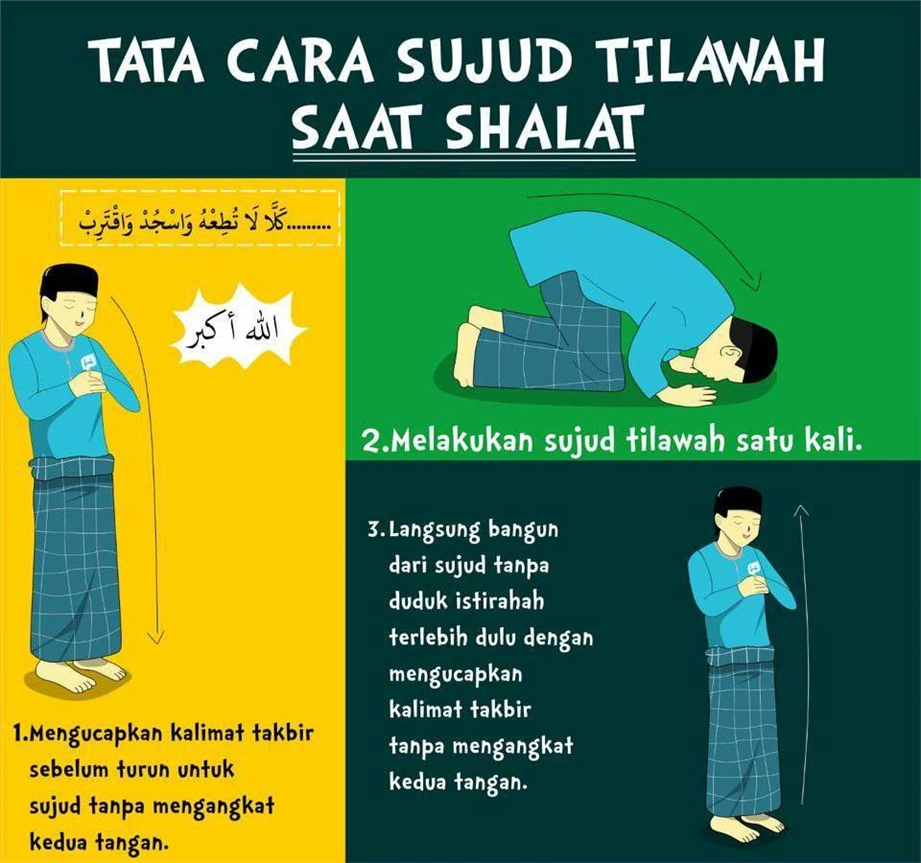 TATA CARA SUJUD TILAWAH
SAAT SHALAT
كَلَّا لَا تُطِعْهُ وَاسْجُدْ وَاقْتَرِبْ.........
الله أكبر
1.Mengucapkan kalimat takbir
sebelum turun untuk
sujud tanpa mengangkat
kedua tangan.
2.Melakukan sujud tilawah satu kali.
3.Langsung bangun
dari sujud tanpa
duduk istirahah
terlebih dulu dengan
mengucapkan
kalimat takbir
tanpa mengangkat
kedua tangan.